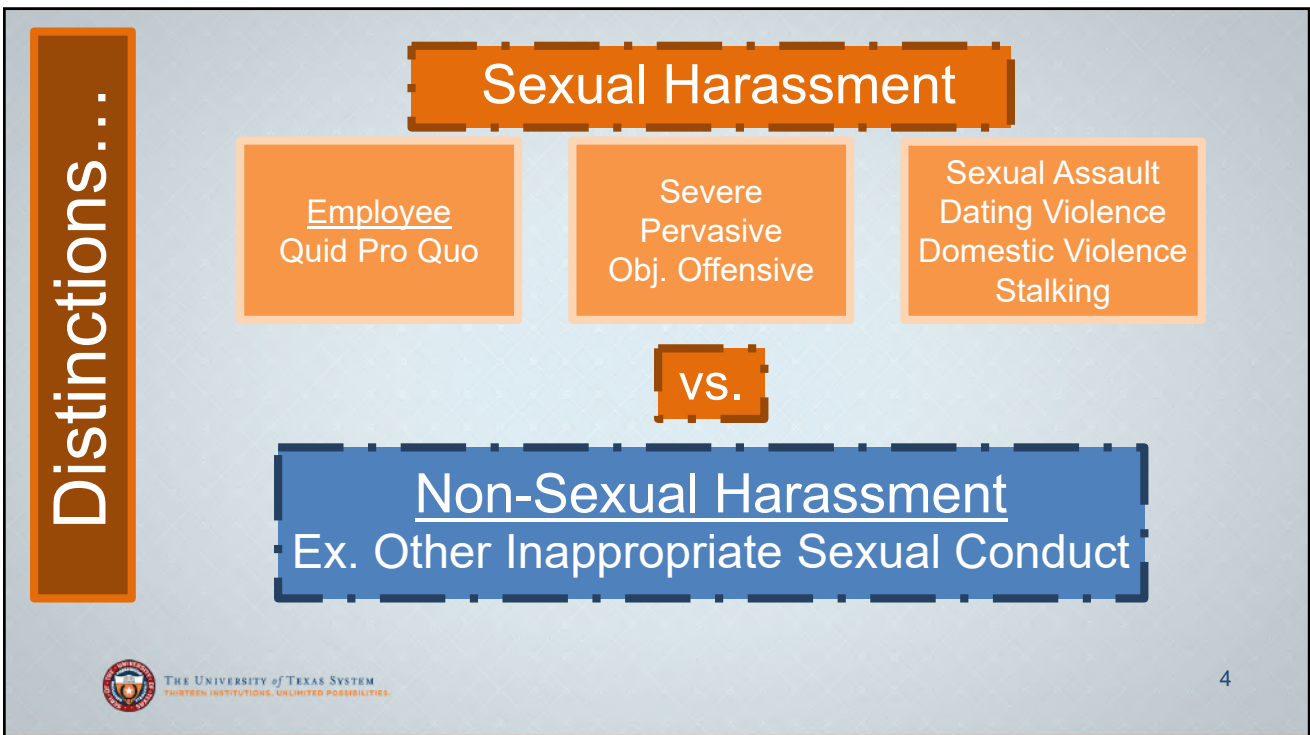 Distinctions...
Sexual Harassment
Employee
Quid Pro Quo
Severe
Pervasive
Obj. Offensive
Sexual Assault
Dating Violence
Domestic Violence
Stalking
vs.
Non-Sexual Harassment
Ex. Other Inappropriate Sexual Conduct
THE UNIVERSITY of TEXAS SYSTEM
THIRTEEN INSTITUTIONS. UNLIMITED POSSIBILITIES.
4